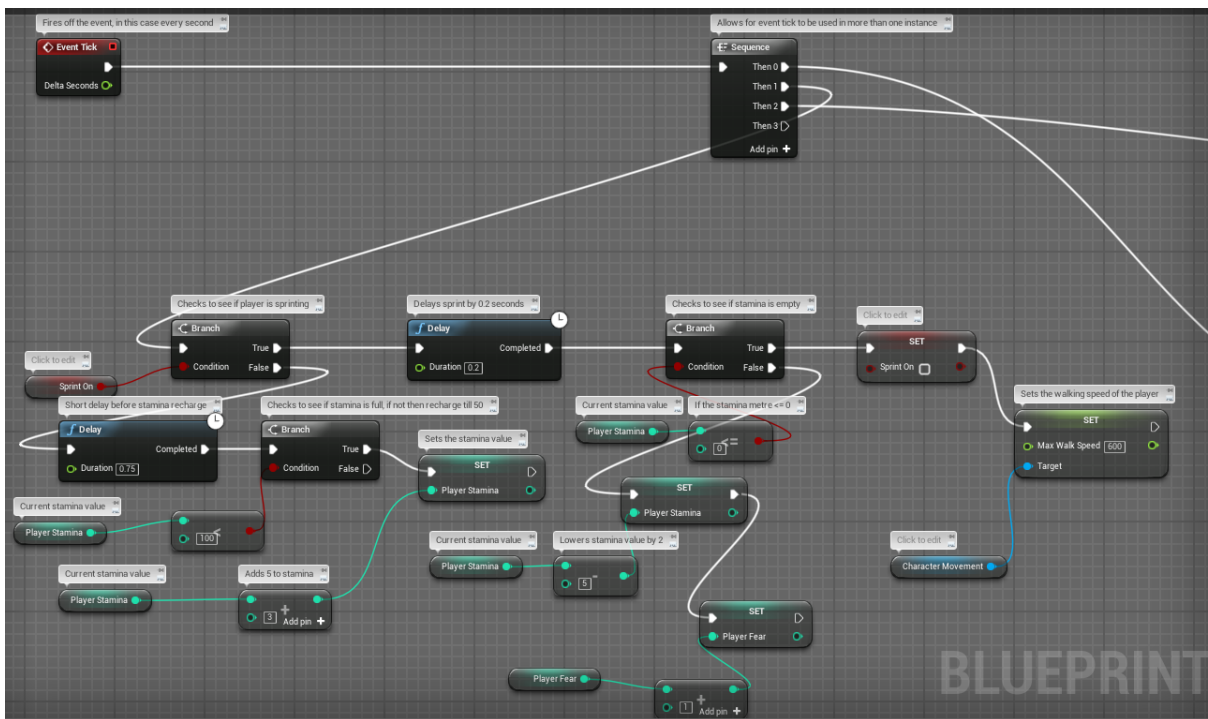 Fires off the event, in this case every second
Allows for event tick to be used in more than one instance
Event Tick
Delta Seconds
Sequence
Then 0
Then 1
Then 2
Then 3
Add pin +
Checks to see if player is sprinting
Branch
True
Condition
False
Delays sprint by 0.2 seconds
Delay
Completed
Duration 0.2
Checks to see if stamina is empty
Branch
True
Condition
False
Click to edit
SET
Sprint On
Click to edit
Sprint On
Sets the walking speed of the player
SET
Max Walk Speed 600
Target
Short delay before stamina recharge
Delay
Completed
Duration 0.75
Checks to see if stamina is full, if not then recharge till 50
Branch
True
Condition
False
Sets the stamina value
SET
Player Stamina
Current stamina value
Player Stamina
If the stamina metre <= 0
<=
0
SET
Player Stamina
Current stamina value
Player Stamina
<
100
Current stamina value
Player Stamina
Lowers stamina value by 2
-
5
Click to edit
Character Movement
Current stamina value
Player Stamina
Adds 5 to stamina
+
3
Add pin +
SET
Player Fear
Player Fear
+
1
Add pin +
BLUEPRINT